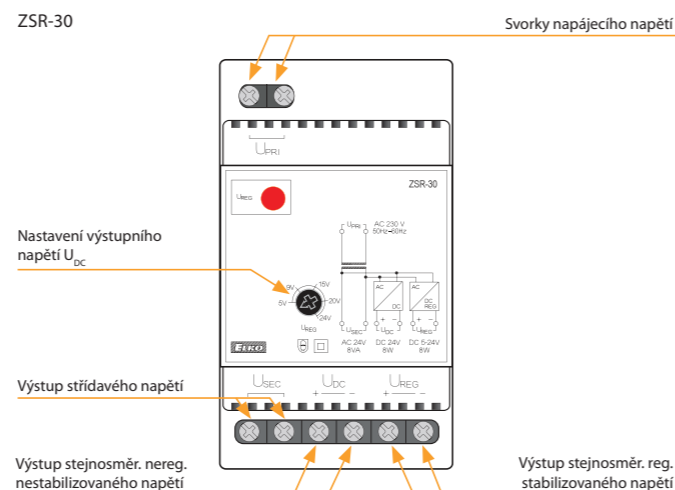 ZSR-30
Svorky napájecího napětí
UPRI
ZSR-30
UREG
UPRI
AC 230 V
50Hz-60Hz
Nastavení výstupního
napětí UDC
9V
15V
5V
20V
24V
UREG
AC
DC
AC
DC
REG
+ -
+ -
USEC
UDC
UREG
AC 24V
8VA
DC 24V
8W
DC 5-24V
8W
ELKO
Výstup střídavého napětí
USEC
UDC
UREG
+ -
+ -
Výstup stejnosměr. nereg.
nestabilizovaného napětí
Výstup stejnosměr. reg.
stabilizovaného napětí